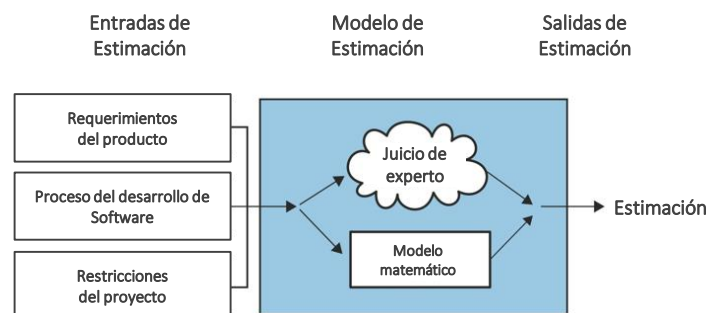 Entradas de
Estimación
Modelo de
Estimación
Salidas de
Estimación
Requerimientos
del producto
Proceso del desarrollo de
Software
Restricciones
del proyecto
Juicio de
experto
Modelo
matemático
Estimación